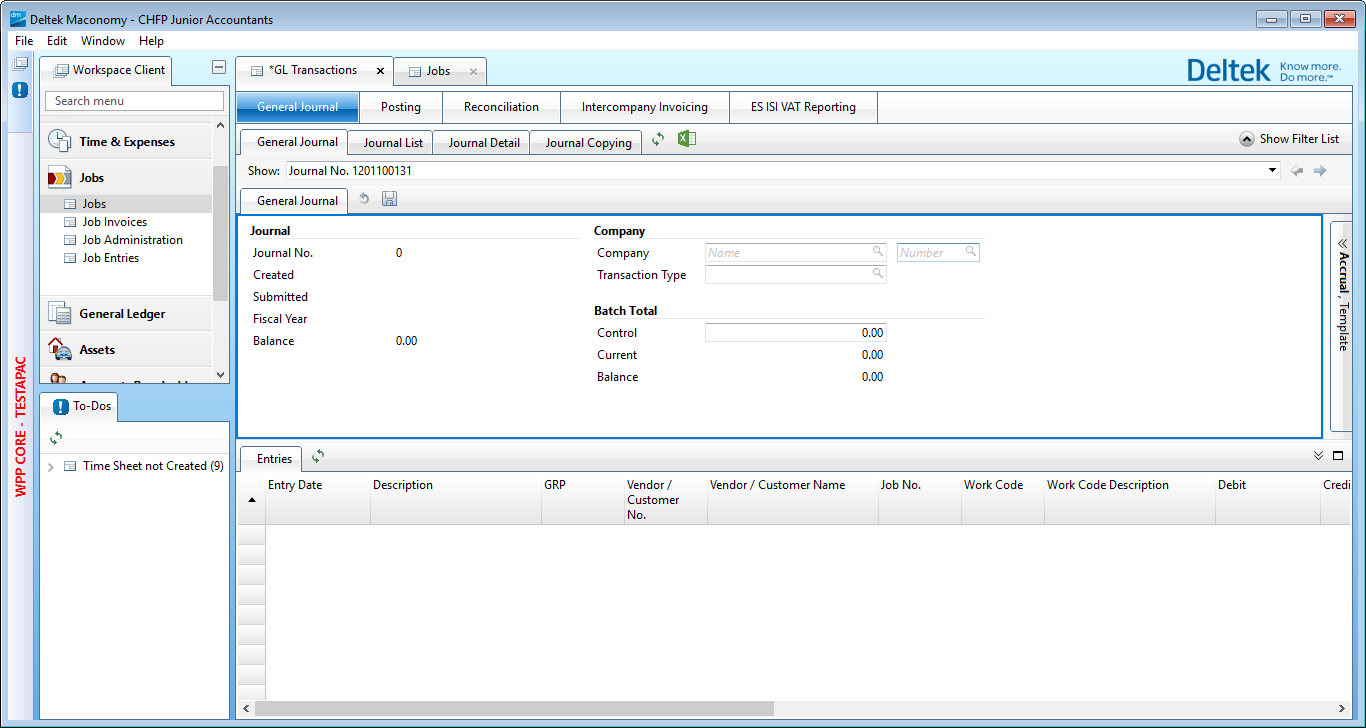 dm Deltek Maconomy - CHFP Junior Accountants
File Edit Window Help
Workspace Client
Search menu
Time & Expenses
Jobs
Jobs
Job Invoices
Job Administration
Job Entries
General Ledger
Assets
To-Dos
Time Sheet not Created (9)
WPP CORE - TESTAPAC
*GL Transactions
Jobs
Deltek Know more.
Do more.™
General Journal Posting Reconciliation Intercompany Invoicing ES ISI VAT Reporting
General Journal Journal List Journal Detail Journal Copying Show Filter List
Show: Journal No. 1201100131
General Journal
Journal
Journal No. 0
Created
Submitted
Fiscal Year
Balance 0.00
Company
Company Name Number
Transaction Type
Batch Total
Control 0.00
Current 0.00
Balance 0.00
Accrual, Template
Entries
Entry Date Description GRP Vendor / Vendor / Customer Name Job No. Work Code Work Code Description Debit Credi
Customer
No.